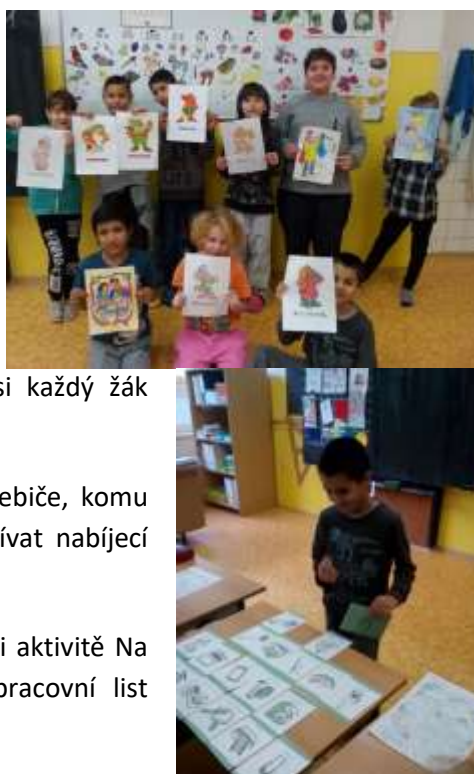 si každý žák
ebiče, komu
ívat nabíjecí
i aktivitě Na
pracovní list